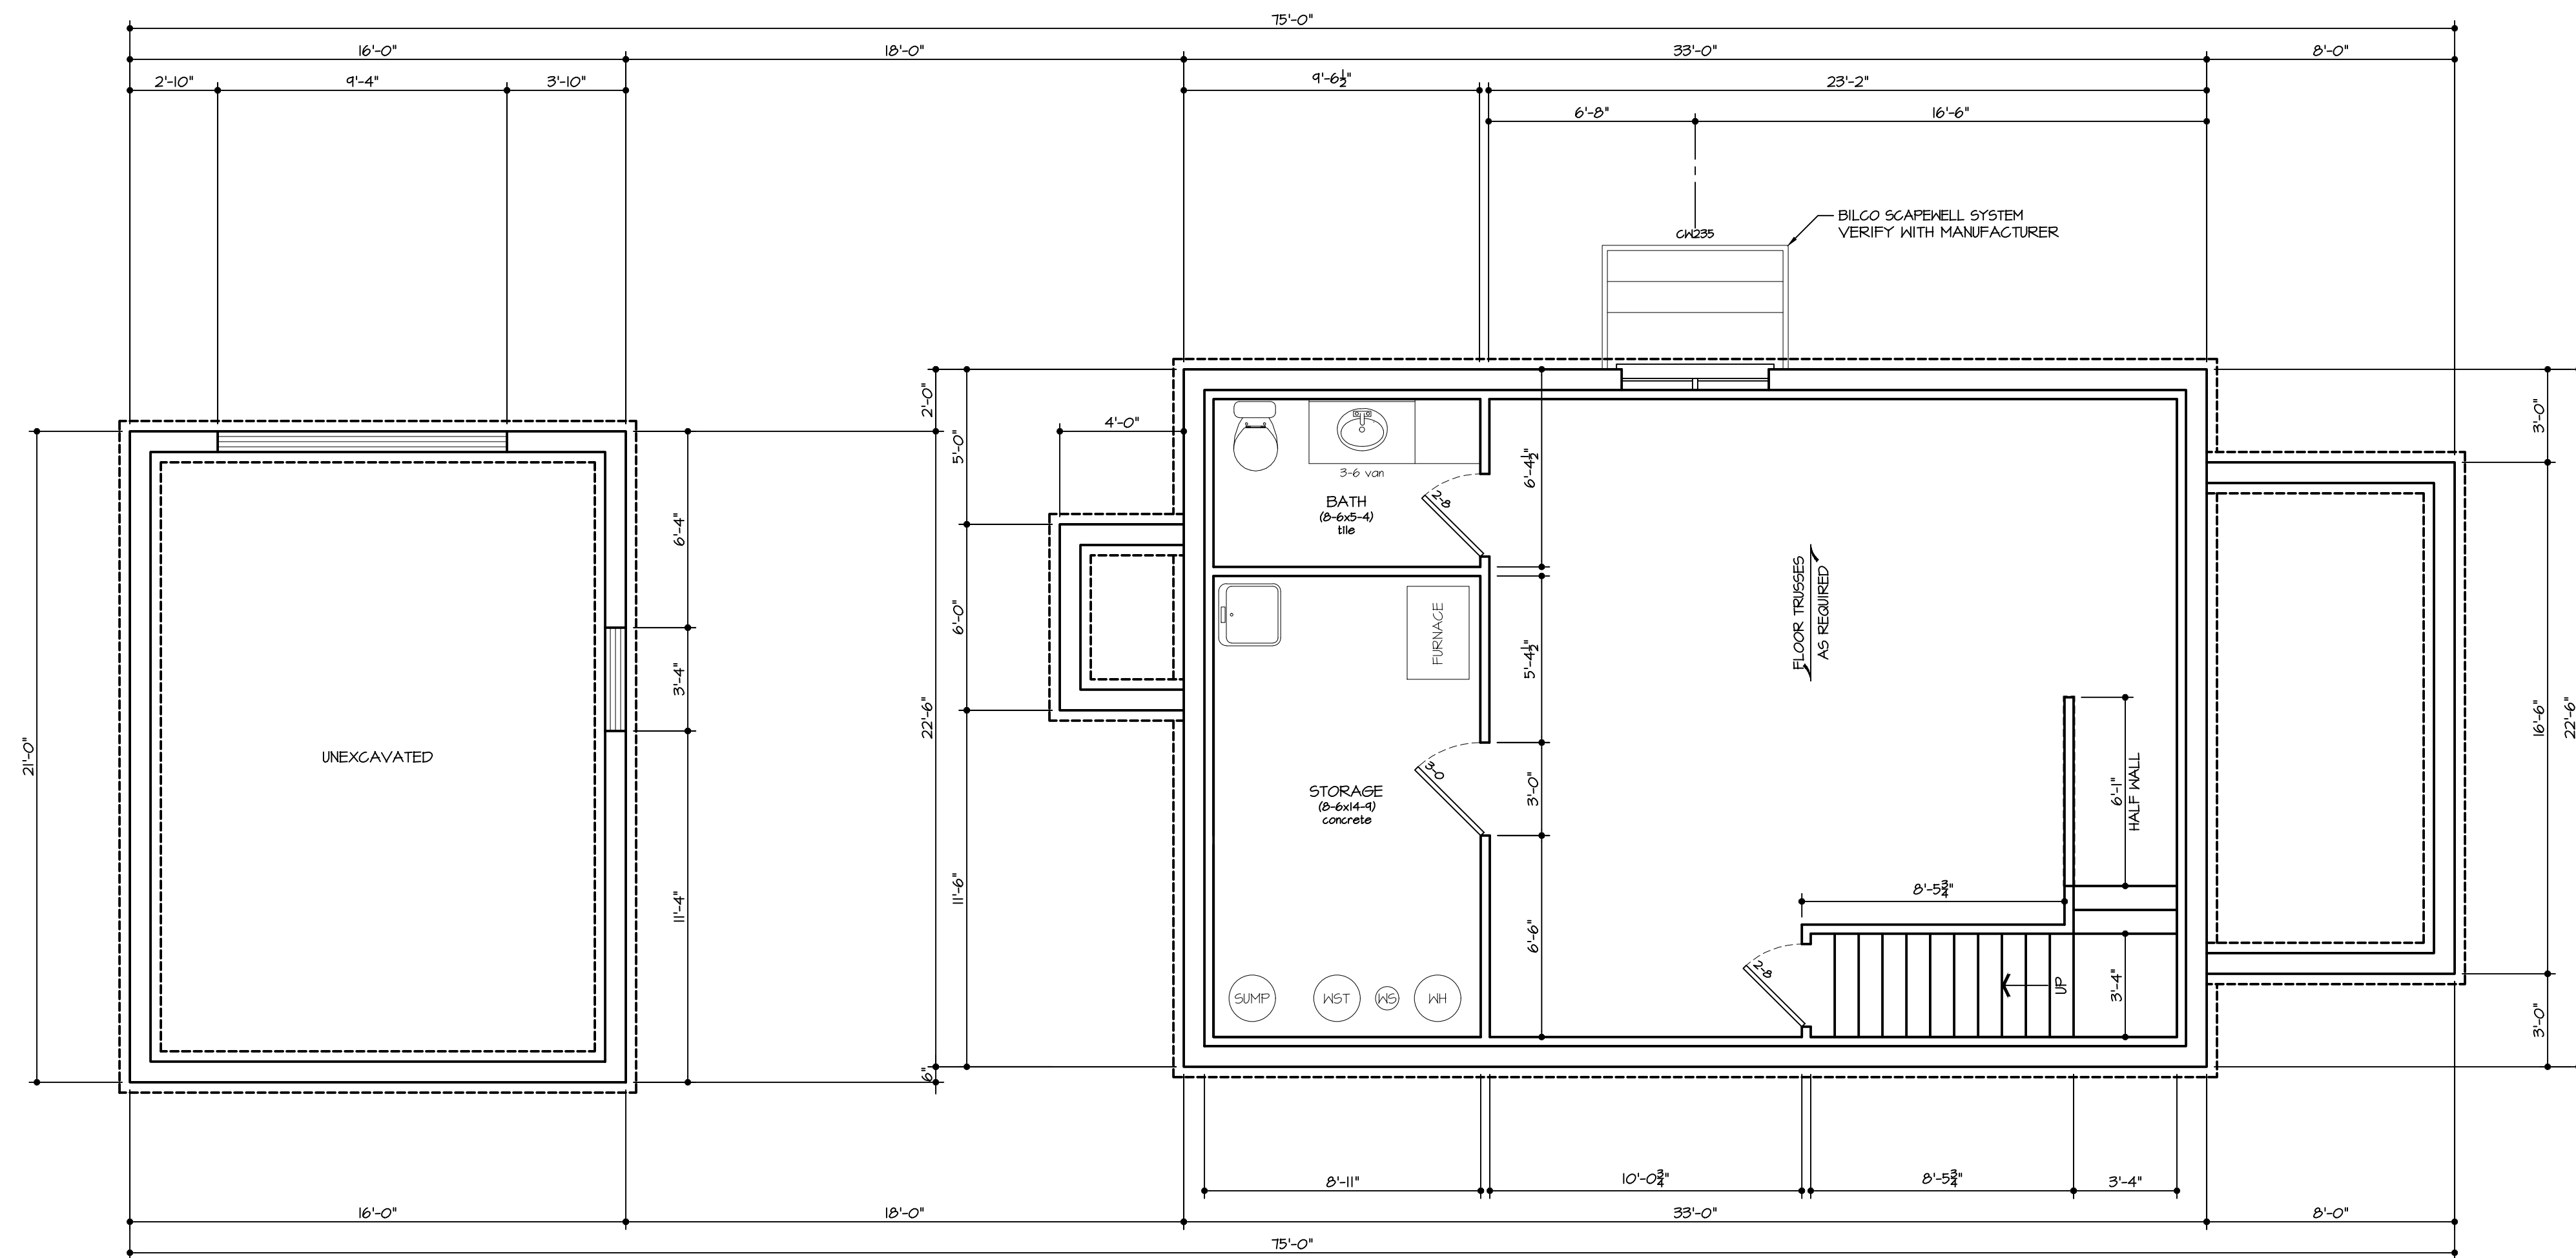 75'-0"
16'-0" 18'-0" 33'-0" 8'-0"
2'-10" 9'-4" 3'-10" 9'-6½" 23'-2"
6'-8" 16'-6"
BILCO SCAPEWELL SYSTEM
VERIFY WITH MANUFACTURER
CW235
2'-0"
5'-0"
4'-0"
6'-0"
22'-6"
11'-6"
6"
21'-0"
6'-4"
3'-4"
11'-4"
UNEXCAVATED
3-6 van
BATH
(8-6x5-4)
tile
2-8
6'-4½"
FURNACE
5'-4½"
STORAGE
(8-6x14-9)
concrete
3-0
3'-0"
6'-6"
SUMP WST WS WH
FLOOR TRUSSES
AS REQUIRED
6'-1"
HALF WALL
8'-5¾"
2-8
UP
3'-4"
3'-0"
16'-6"
22'-6"
3'-0"
8'-11" 10'-0¾" 8'-5¾" 3'-4"
16'-0" 18'-0" 33'-0" 8'-0"
75'-0"